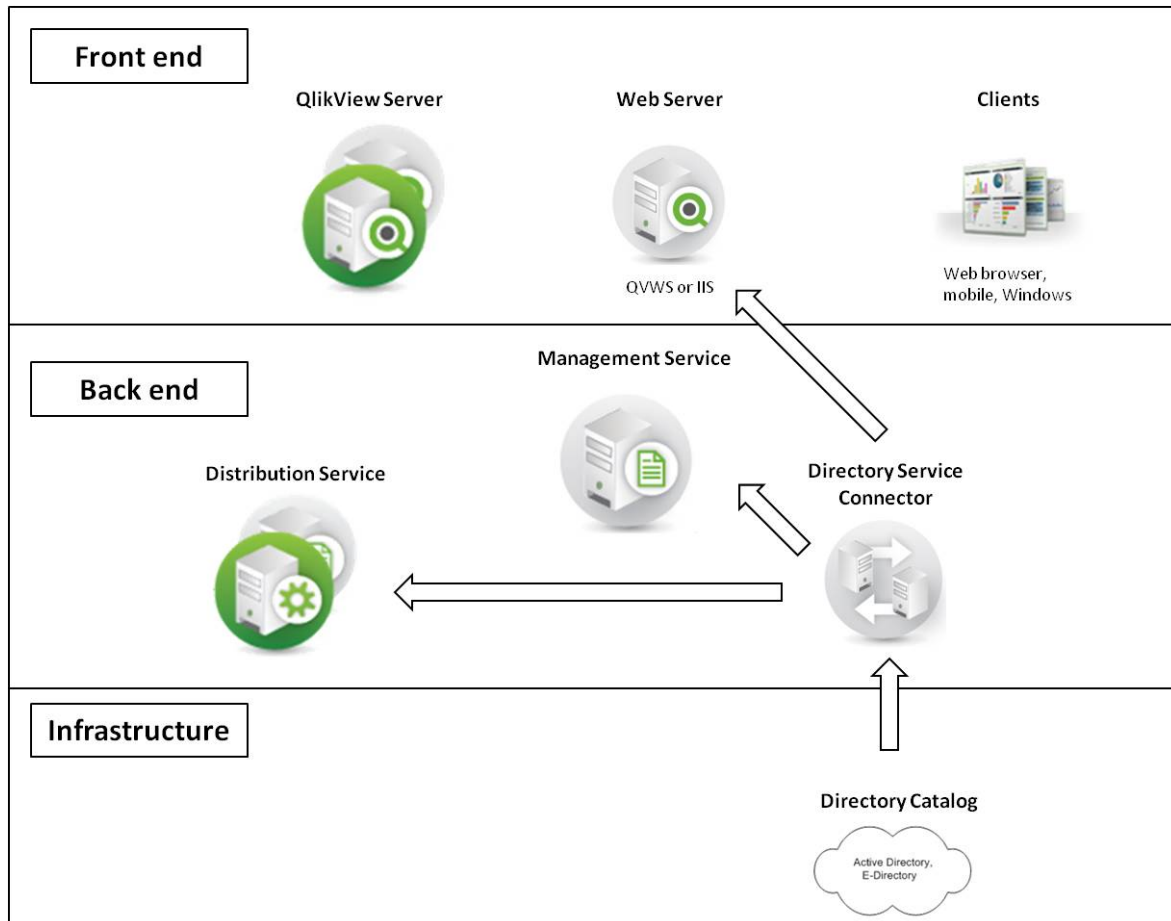 Front end
QlikView Server
Web Server
Clients
QVWS or IIS
Web browser,
mobile, Windows
Back end
Management Service
Distribution Service
Directory Service
Connector
Infrastructure
Directory Catalog
Active Directory,
E-Directory